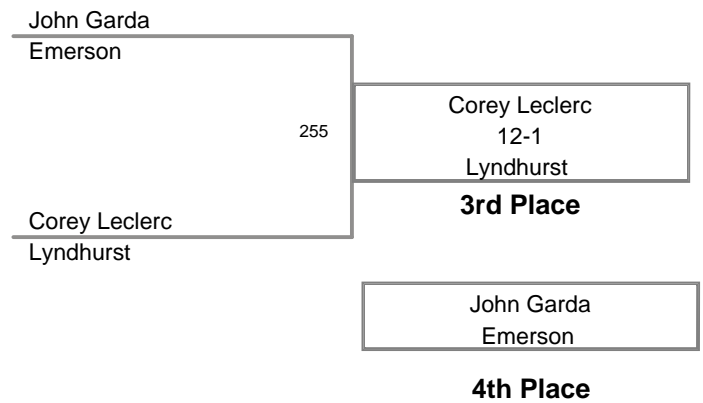 John Garda
Emerson
255
Corey Leclerc
12-1
Lyndhurst
3rd Place
Corey Leclerc
Lyndhurst
John Garda
Emerson
4th Place